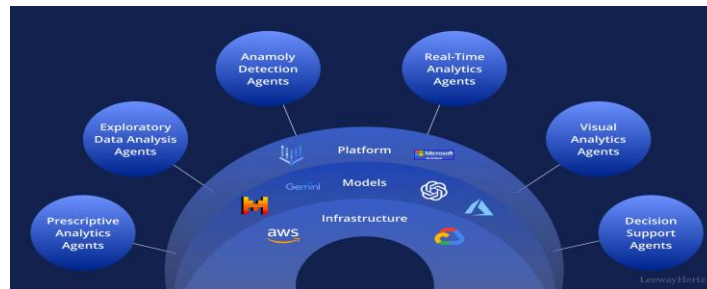 Anamoly
Detection
Agents
Real-Time
Analytics
Agents
Exploratory
Data Analysis
Agents
Visual
Analytics
Agents
Prescriptive
Analytics
Agents
Decision
Support
Agents
Platform
Microsoft
Gemini
Models
Infrastructure
aws
LeewayHertz